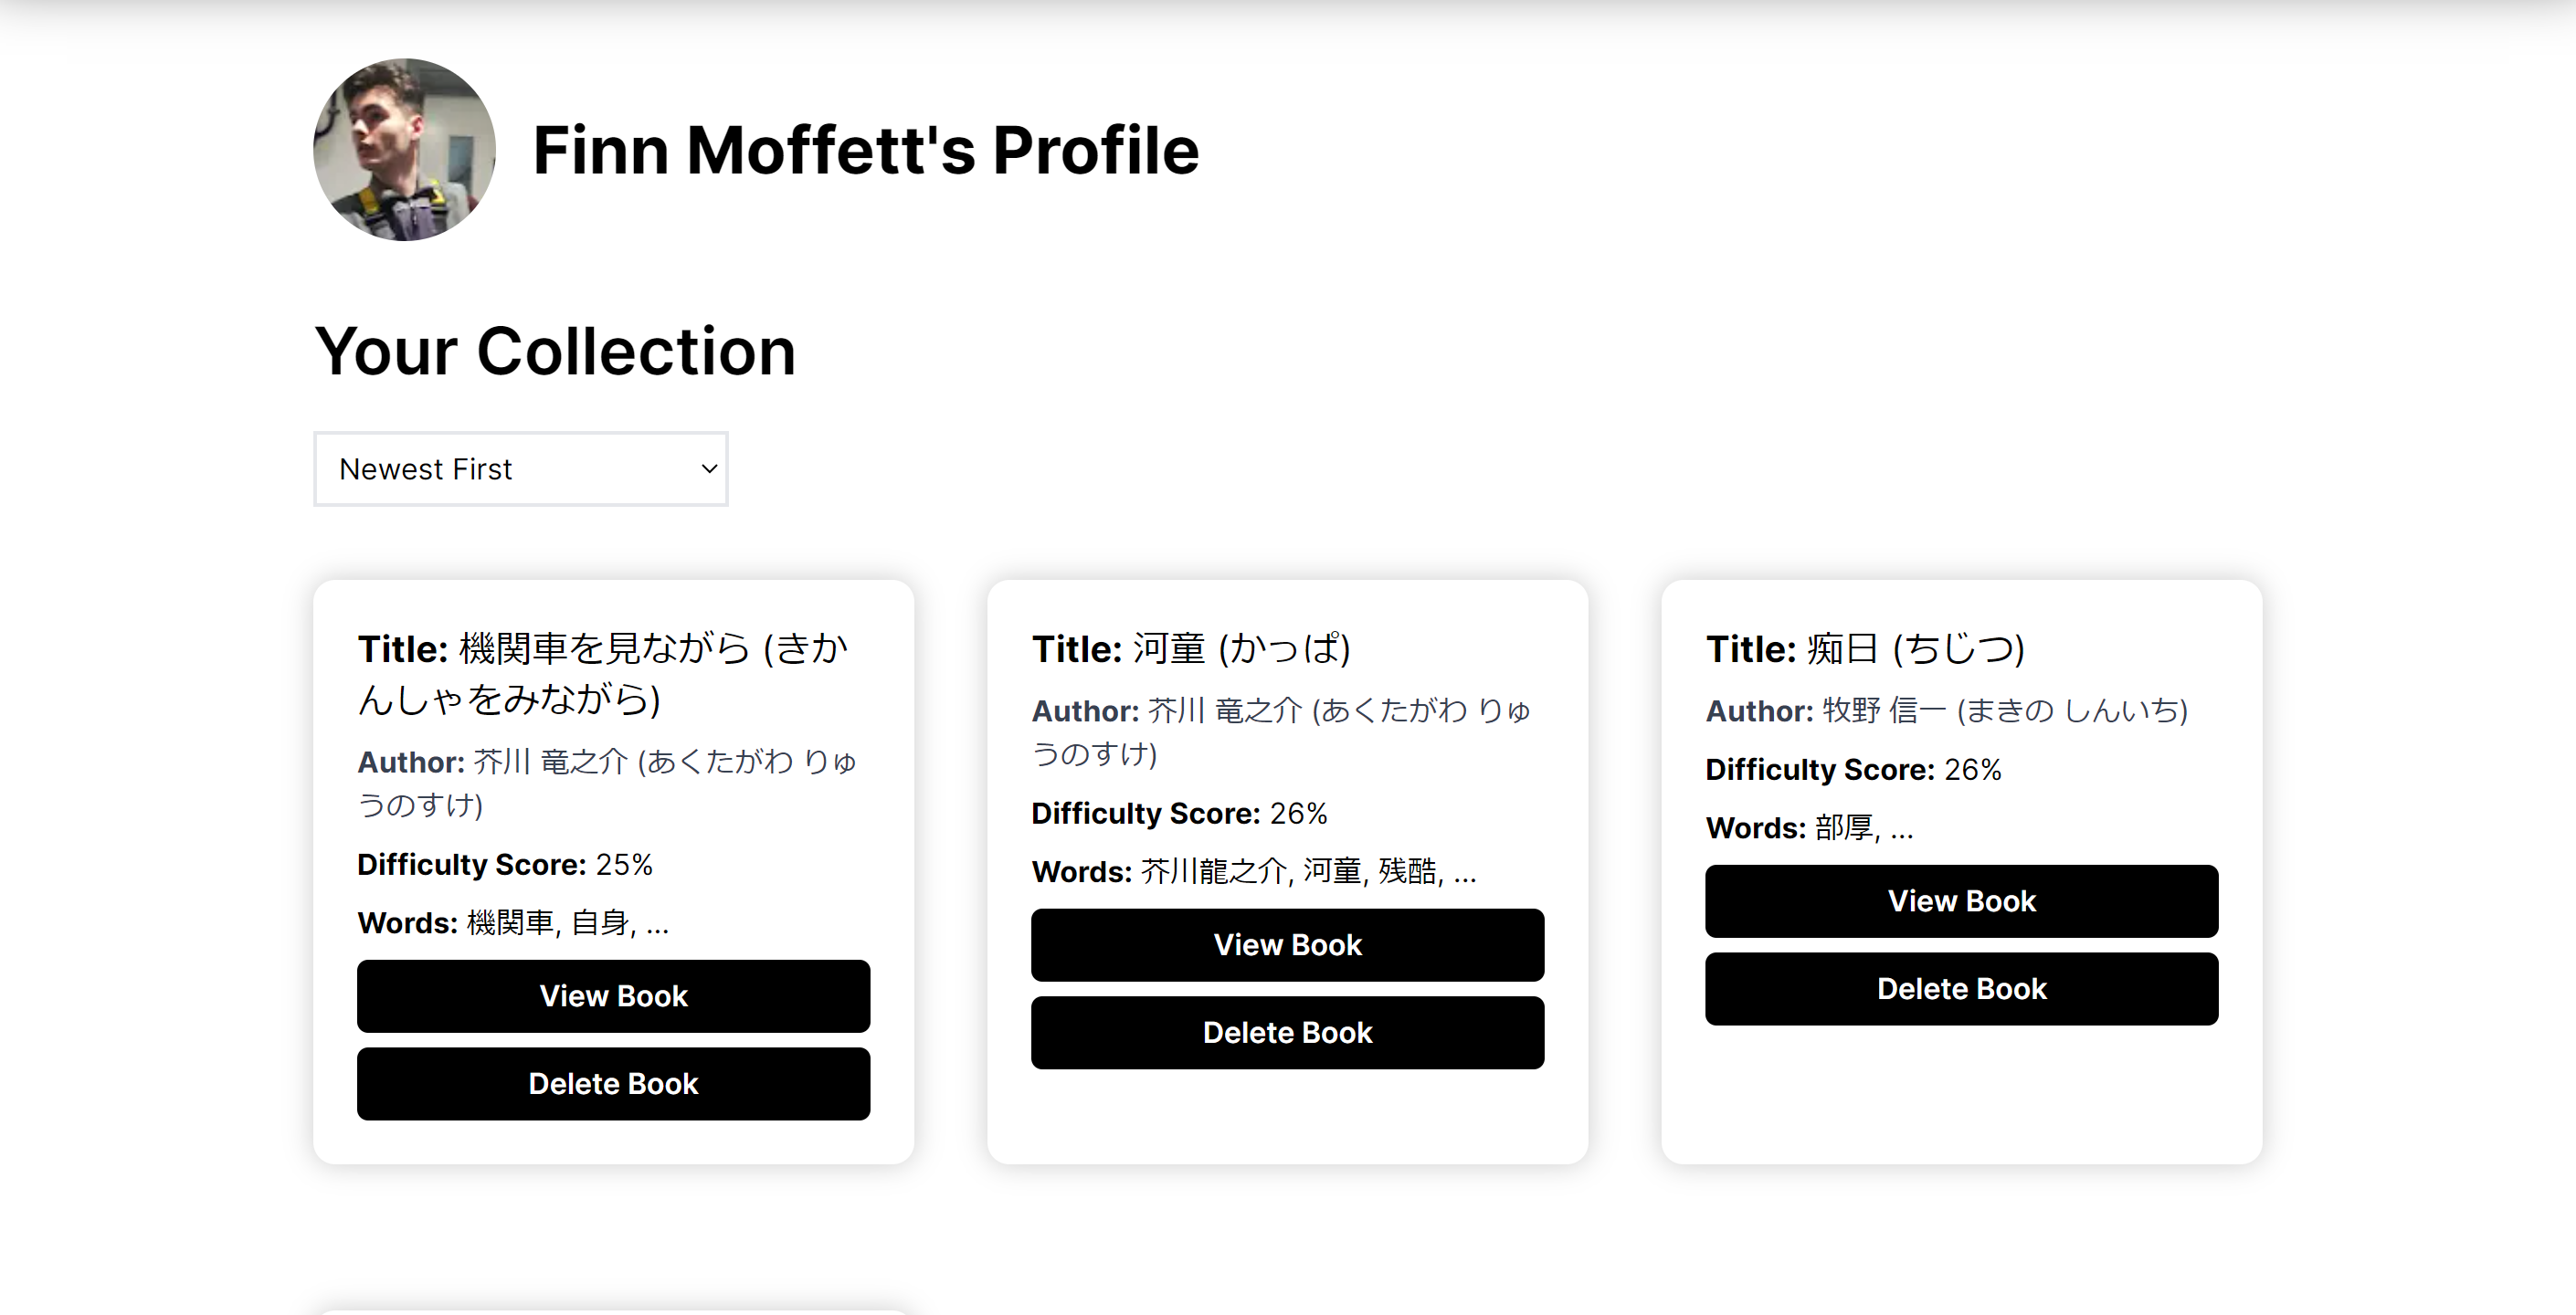 Finn Moffett's Profile
Your Collection
Newest First
Title: 機関車を見ながら (きか
んしゃをみながら)
Author: 芥川 竜之介 (あくたがわ りゅ
うのすけ)
Difficulty Score: 25%
Words: 機関車, 自身, ...
View Book
Delete Book
Title: 河童 (かっぱ)
Author: 芥川 竜之介 (あくたがわ りゅ
うのすけ)
Difficulty Score: 26%
Words: 芥川龍之介, 河童, 残酷, ...
View Book
Delete Book
Title: 痴日 (ちじつ)
Author: 牧野 信一 (まきの しんいち)
Difficulty Score: 26%
Words: 部厚, ...
View Book
Delete Book